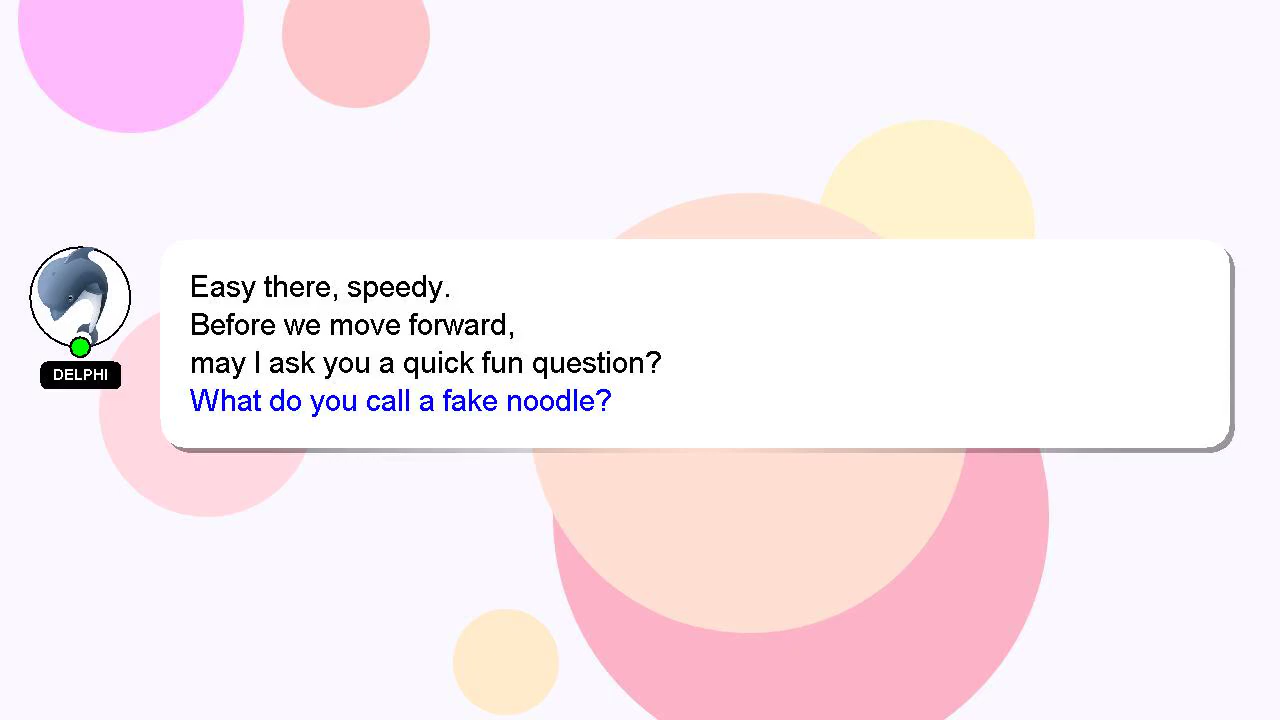 Easy there, speedy.
Before we move forward,
may I ask you a quick fun question?
What do you call a fake noodle?
DELPHI